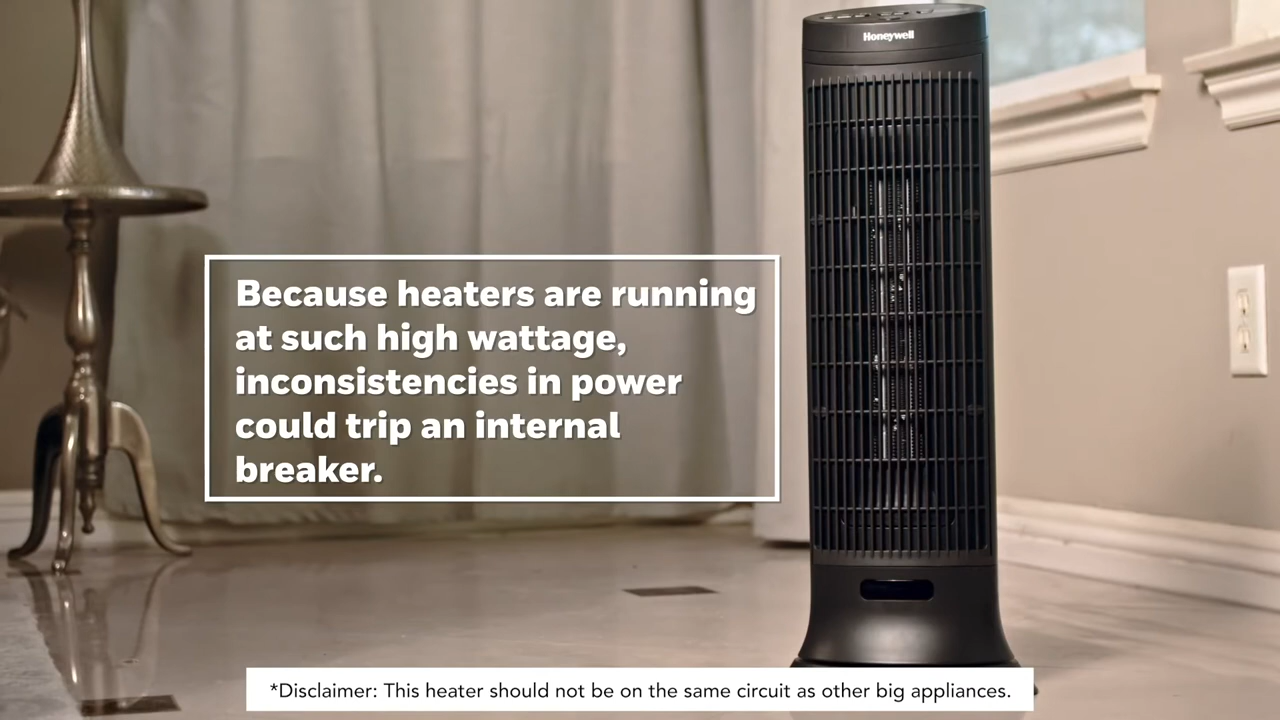 Honeywell
Because heaters are running
at such high wattage,
inconsistencies in power
could trip an internal
breaker.
*Disclaimer: This heater should not be on the same circuit as other big appliances.